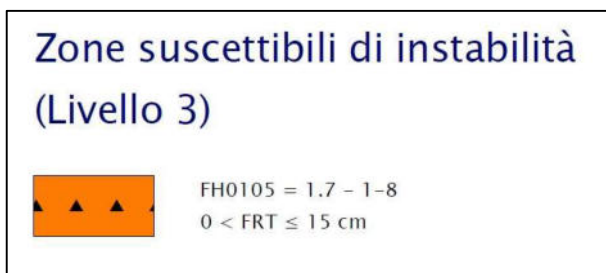 Zone suscettibili di instabilità
(Livello 3)
FH0105 = 1.7 – 1-8
0 < FRT ≤ 15 cm